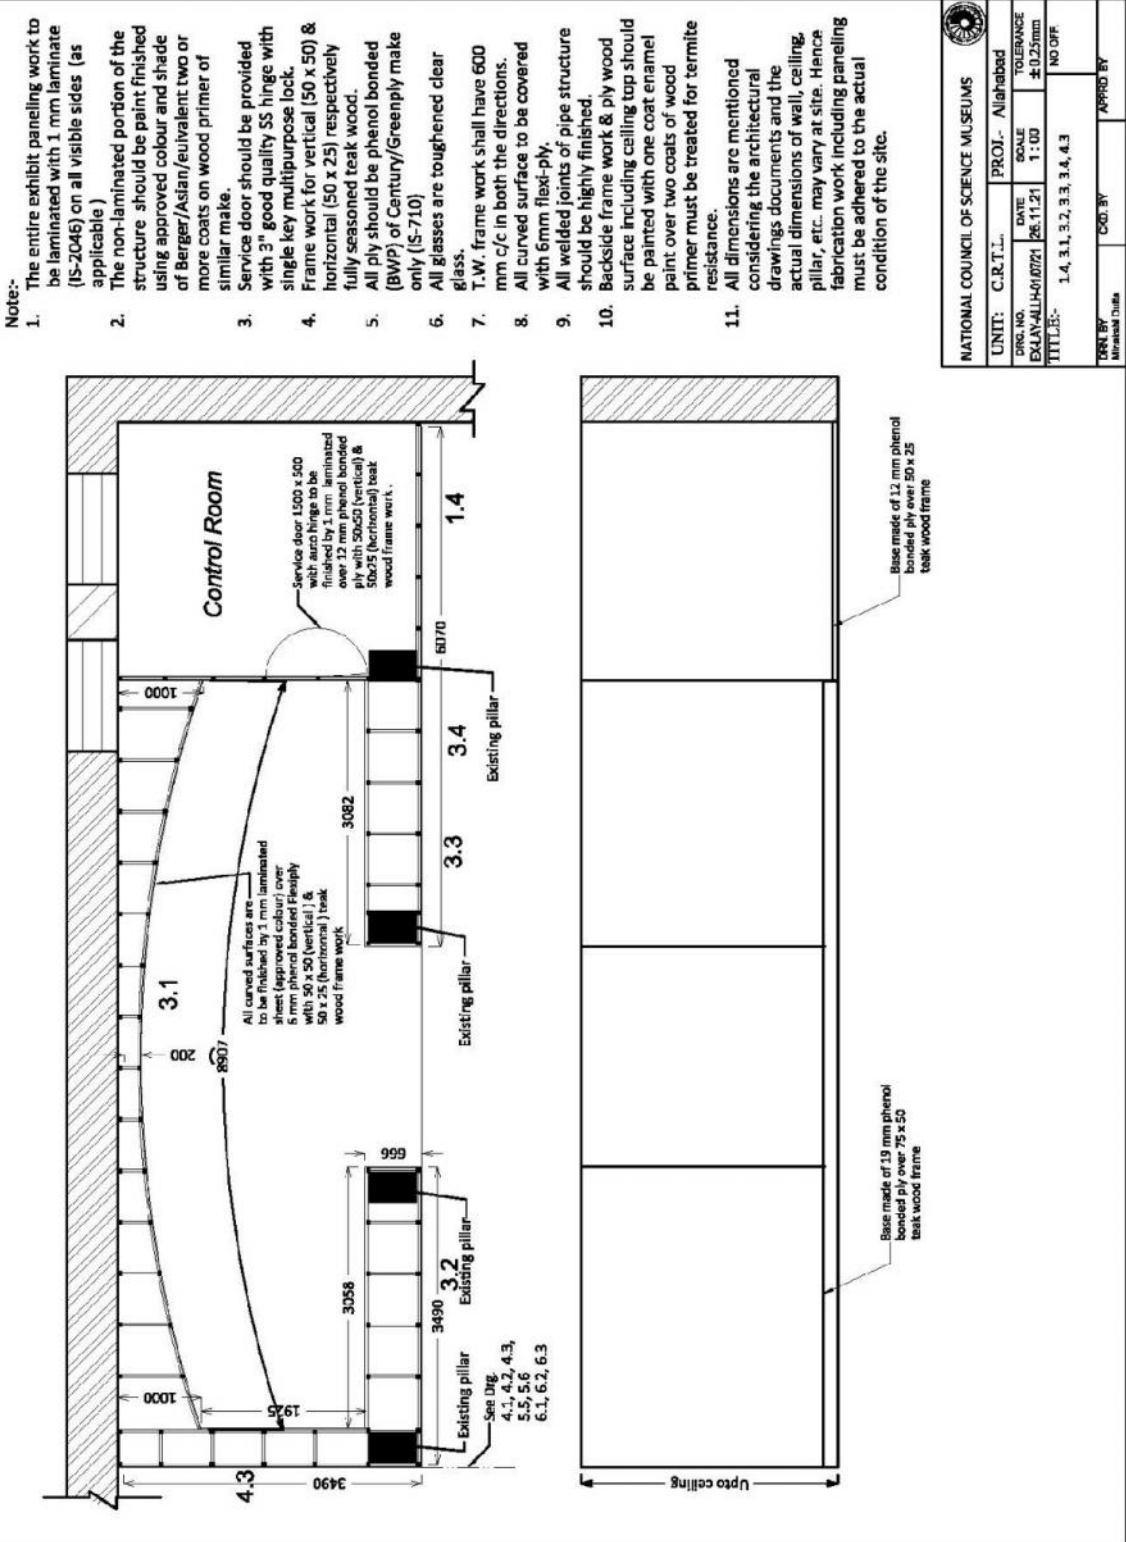 Note:-
1. The entire exhibit paneling work to
be laminated with 1 mm laminate
(IS-2046) on all visible sides (as
applicable )
2. The non-laminated portion of the
structure should be paint finished
using approved colour and shade
of Berger/Asian/euivalent two or
more coats on wood primer of
similar make.
3. Service door should be provided
with 3" good quality SS hinge with
single key multipurpose lock.
4. Frame work for vertical (50 x 50) &
horizontal (50 x 25) respectively
fully seasoned teak wood.
5. All ply should be phenol bonded
(BWP) of Century/Greenply make
only (IS-710)
6. All glasses are toughened clear
glass.
7. T.W. frame work shall have 600
mm c/c in both the directions.
8. All curved surface to be covered
with 6mm flexi-ply.
9. All welded joints of pipe structure
should be highly finished.
10. Backside frame work & ply wood
surface including ceiling top should
be painted with one coat enamel
paint over two coats of wood
primer must be treated for termite
resistance.
11. All dimensions are mentioned
considering the architectural
drawings documents and the
actual dimensions of wall, ceiling,
pillar, etc. may vary at site. Hence
fabrication work including paneling
must be adhered to the actual
condition of the site.
Control Room
Service door 1500 x 500
with auto hinge to be
finished by 1 mm laminated
over 12 mm phenol bonded
ply with 50x50 (vertical) &
50x25 (horizontal) teak
wood frame work .
1.4
6070
1000
3.4
Existing pillar
3082
3.3
3.1
All curved surfaces are
to be finished by 1 mm laminated
sheet (approved colour) over
6 mm phenol bonded Flexiply
with 50 x 50 (vertical ) &
50 x 25 (horizontal ) teak
wood frame work
Existing pillar
200
8907
666
3058
3.2
Existing pillar
3490
1000
1925
Existing pillar
See Drg.
4.1, 4.2, 4.3,
5.5, 5.6
6.1, 6.2, 6.3
4.3
3490
Upto ceiling
Base made of 12 mm phenol
bonded ply over 50 x 25
teak wood frame
Base made of 19 mm phenol
bonded ply over 75 x 50
teak wood frame
NATIONAL COUNCIL OF SCIENCE MUSEUMS
UNIT: C.R.T.L. PROJ.- Allahabad
DRG. NO. DATE SCALE TOLERANCE
EX-LAY-ALLH-01/07/21 26.11.21 1:00 ±0.25mm
TITLE:- NO OFF
1.4, 3.1, 3.2, 3.3, 3.4, 4.3
DRN. BY CKD. BY APPRD. BY
Minakshi Dutta